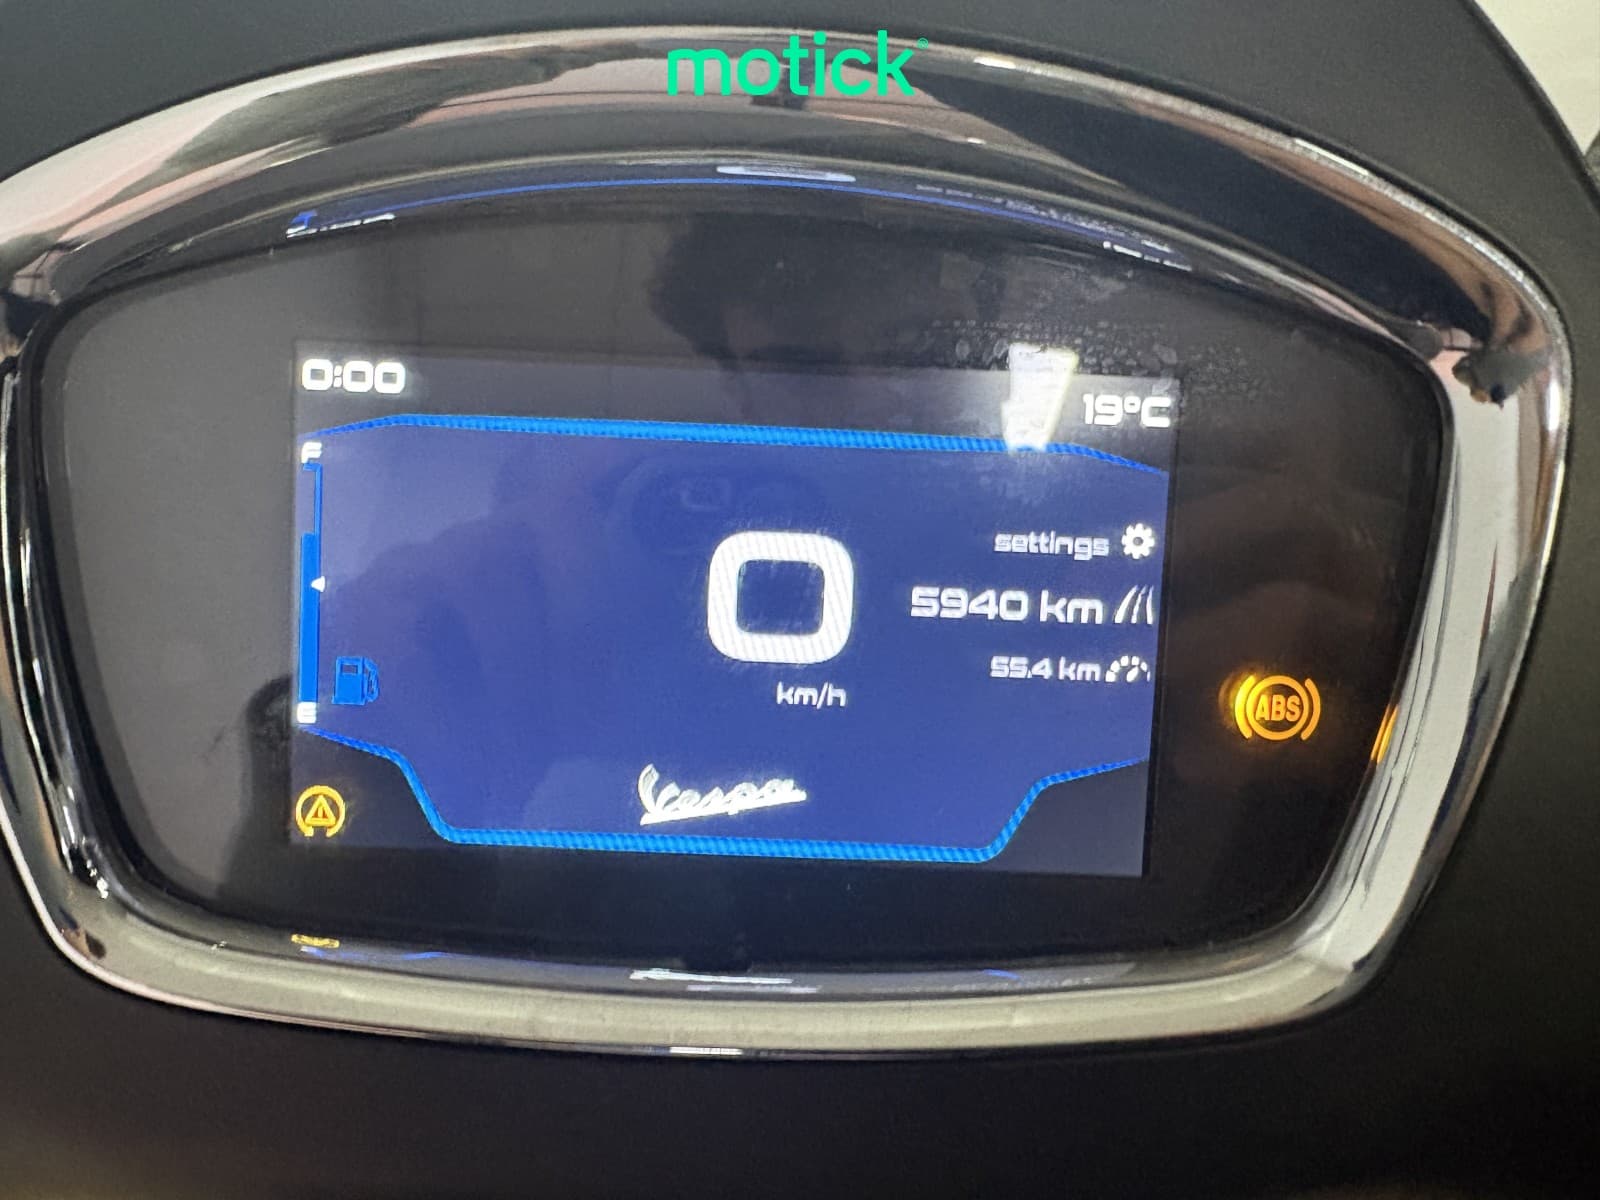 motick®
0:00
19°C
F
settings
5940 km
0
55.4 km
km/h
E
Vespa
ABS